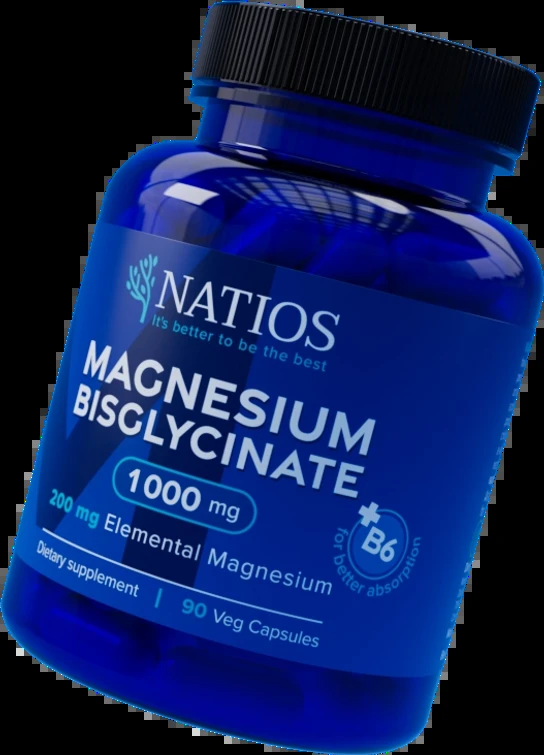 NATIOS
It's better to be the best
MAGNESIUM
BISGLYCINATE
1000 mg
200 mg Elemental Magnesium
+B6
for better absorption
Dietary supplement | 90 Veg Capsules